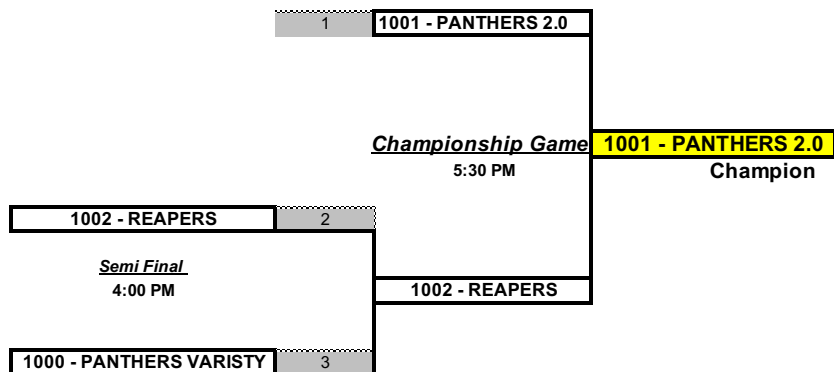 1 1001 - PANTHERS 2.0
Championship Game 1001 - PANTHERS 2.0
5:30 PM Champion
1002 - REAPERS 2
Semi Final
4:00 PM 1002 - REAPERS
1000 - PANTHERS VARISTY 3